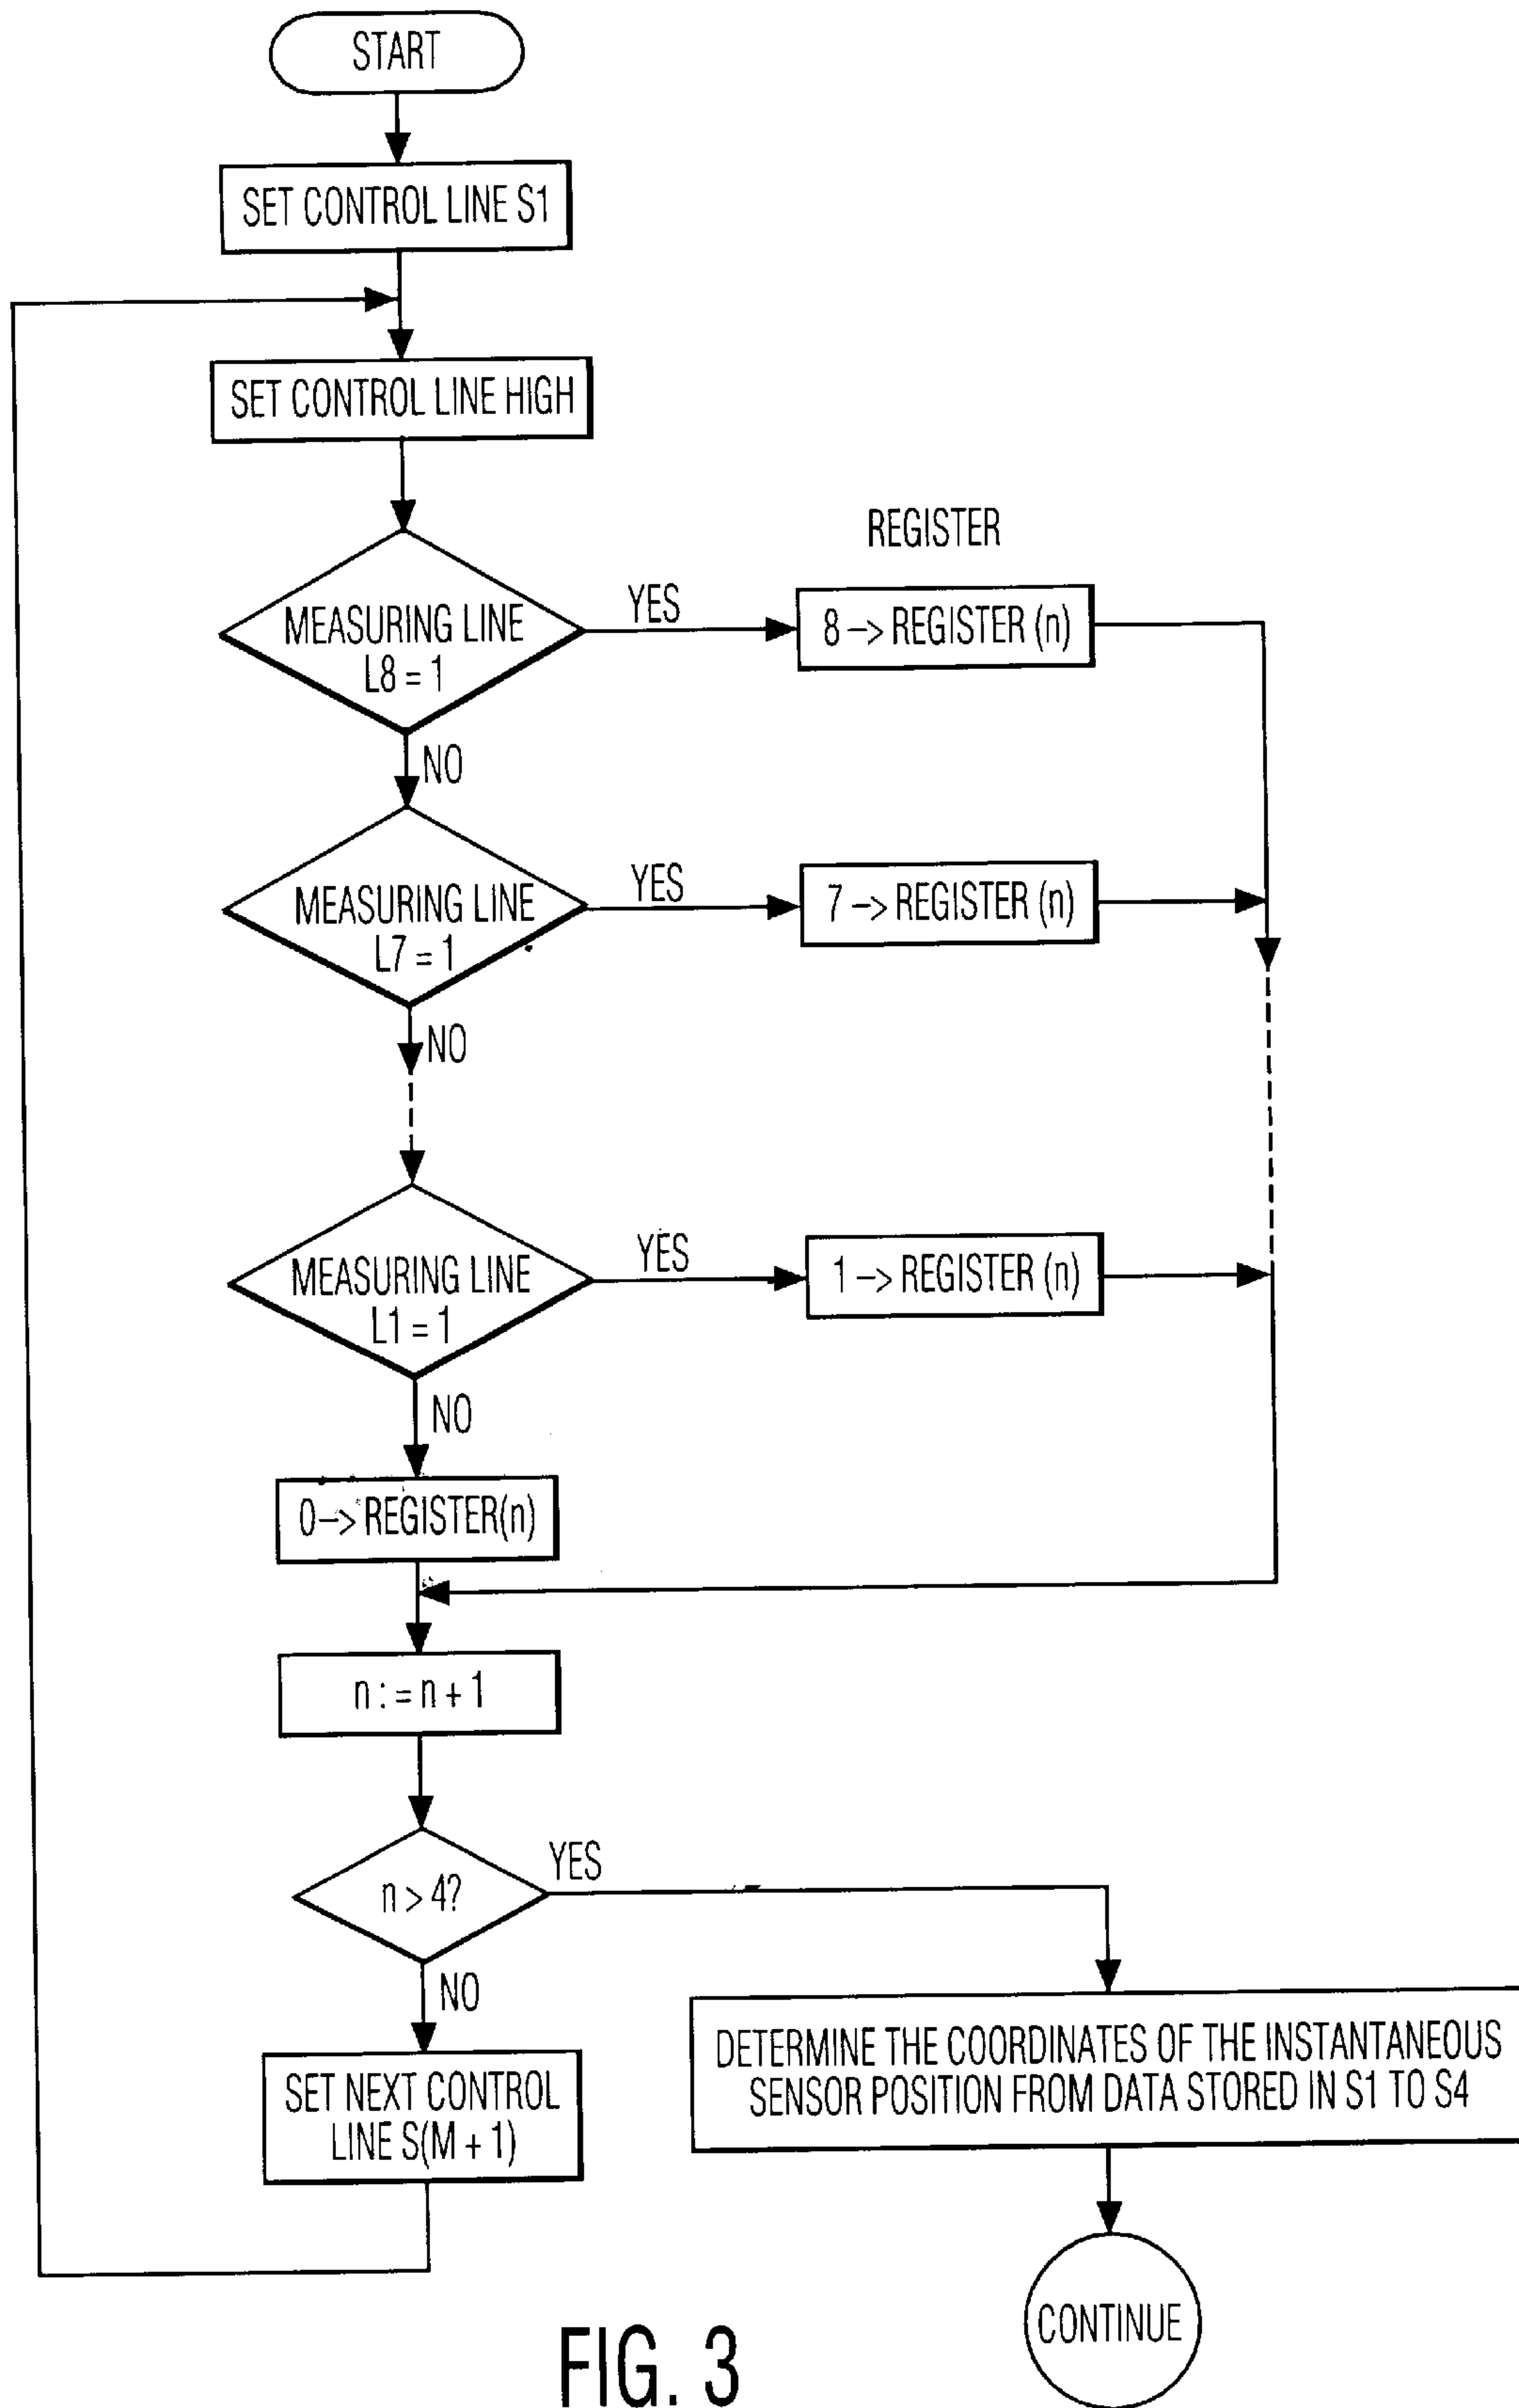 START
SET CONTROL LINE S1
SET CONTROL LINE HIGH
REGISTER
MEASURING LINE
L8 = 1
YES
8 -> REGISTER (n)
NO
MEASURING LINE
L7 = 1
YES
7 -> REGISTER (n)
NO
MEASURING LINE
L1 = 1
YES
1 -> REGISTER (n)
NO
0 -> REGISTER(n)
n := n + 1
n > 4?
YES
NO
SET NEXT CONTROL
LINE S(M + 1)
DETERMINE THE COORDINATES OF THE INSTANTANEOUS
SENSOR POSITION FROM DATA STORED IN S1 TO S4
CONTINUE
FIG. 3